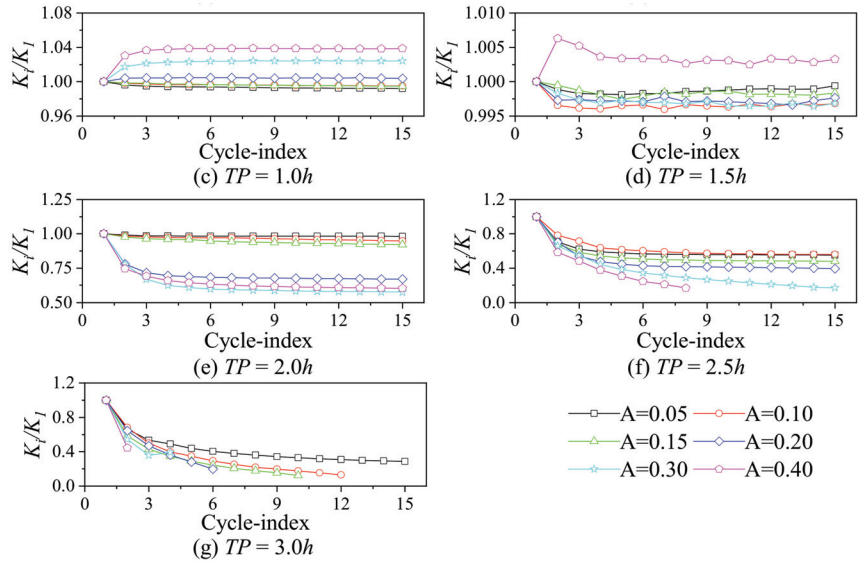 1.08
1.04
1.00
0.96
K_i/K_1
0 3 6 9 12 15
Cycle-index
(c) TP = 1.0h
1.010
1.005
1.000
0.995
K_i/K_1
0 3 6 9 12 15
Cycle-index
(d) TP = 1.5h
1.25
1.00
0.75
0.50
K_i/K_1
0 3 6 9 12 15
Cycle-index
(e) TP = 2.0h
1.2
0.8
0.4
0.0
K_i/K_1
0 3 6 9 12 15
Cycle-index
(f) TP = 2.5h
1.2
0.8
0.4
0.0
K_i/K_1
0 3 6 9 12 15
Cycle-index
(g) TP = 3.0h
A=0.05 A=0.10
A=0.15 A=0.20
A=0.30 A=0.40